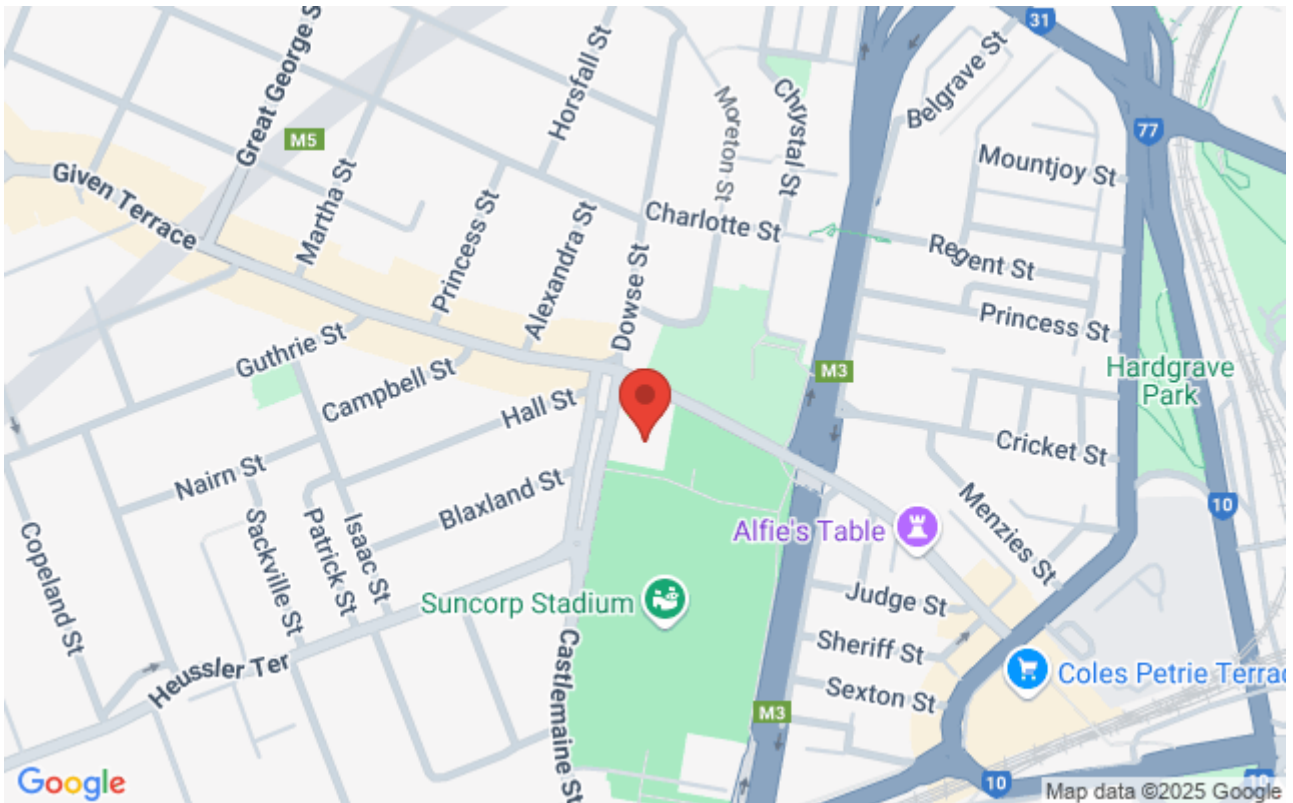 31
Great George S
Horsfall St
Belgrave St
Moreton St
Chrystal St
77
M5
Mountjoy St
Given Terrace
Martha St
Princess St
Alexandra St
Charlotte St
Regent St
Dowse St
Princess St
Guthrie St
M3
Hardgrave
Park
Campbell St
Hall St
Cricket St
Nairn St
Blaxland St
Menzies St
10
Alfie's Table
Copeland St
Sackville St
Patrick St
Isaac St
Suncorp Stadium
Judge St
Sheriff St
Heussler Ter
Castlemaine St
Coles Petrie Terrac
Sexton St
M3
10
10
Google
Map data ©2025 Google